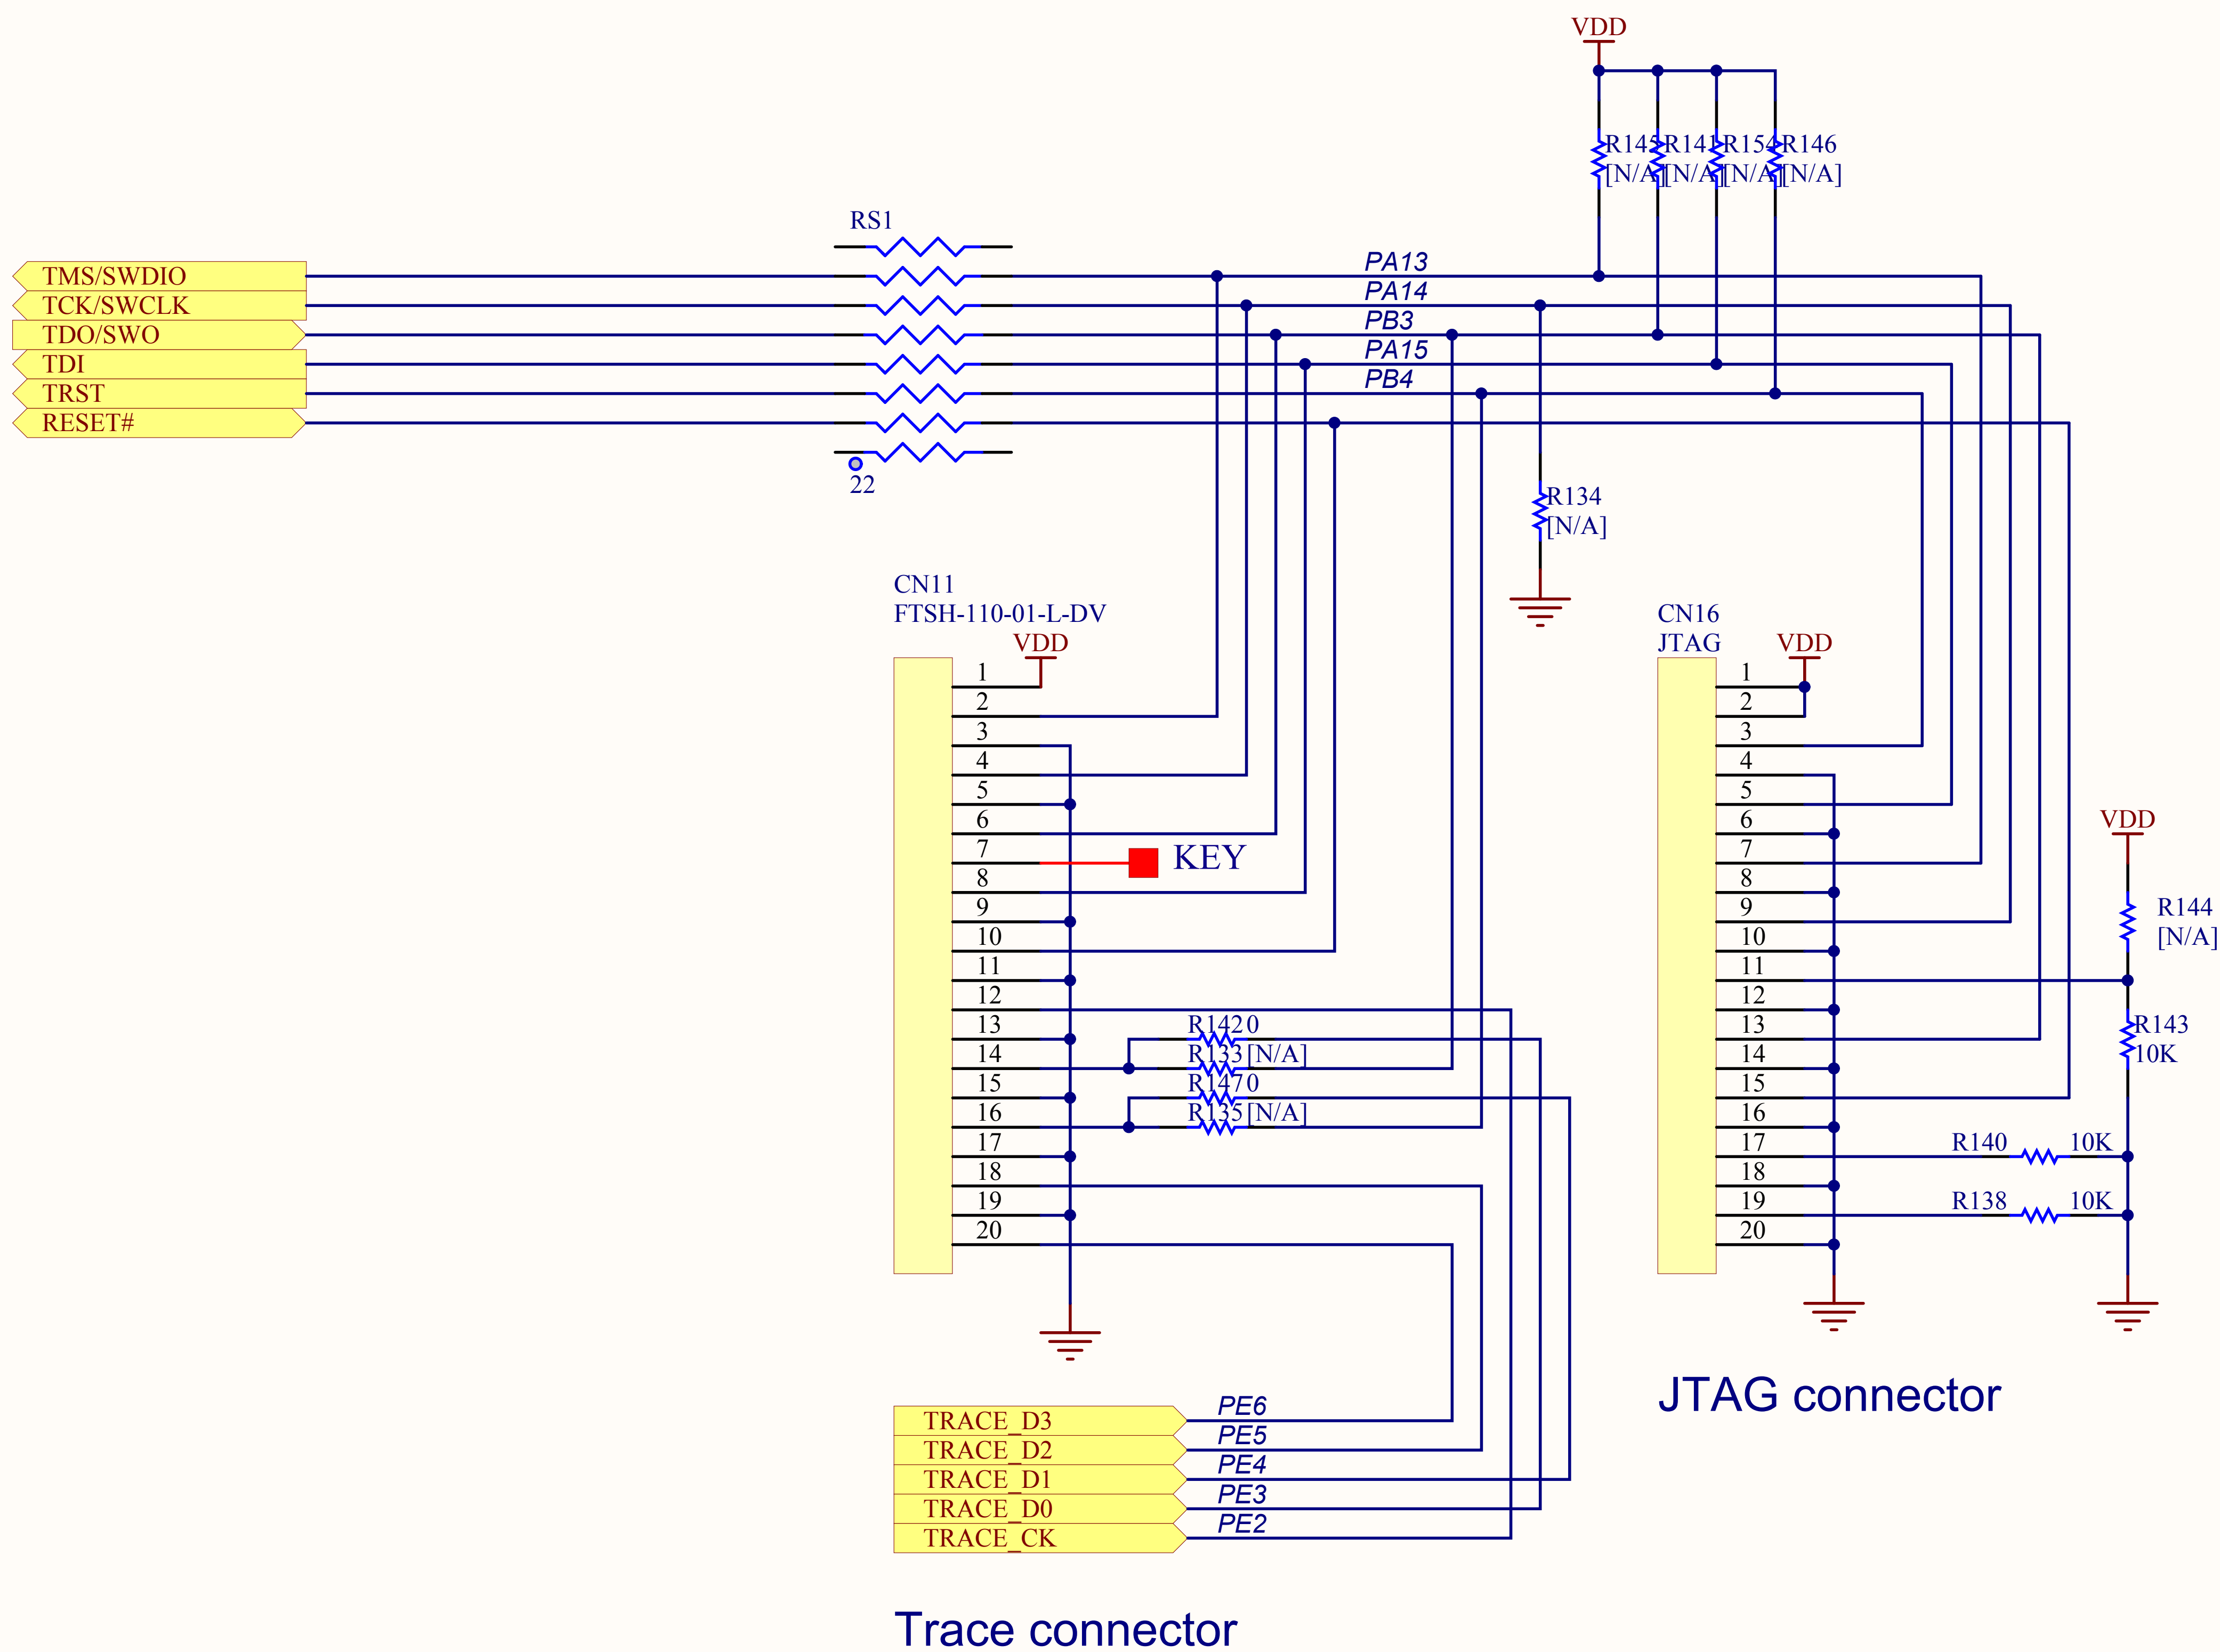 VDD
R145 R141 R154 R146
[N/A] [N/A] [N/A] [N/A]
RS1
TMS/SWDIO
PA13
TCK/SWCLK
PA14
TDO/SWO
PB3
TDI
PA15
TRST
PB4
RESET#
22
R134
[N/A]
CN11
FTSH-110-01-L-DV
VDD
1
2
3
4
5
6
7
KEY
8
9
10
11
12
13
14
15
16
17
18
19
20
R142 0
R133 [N/A]
R147 0
R135 [N/A]
CN16
JTAG
VDD
1
2
3
4
5
6
7
8
9
10
11
12
13
14
15
16
17
18
19
20
VDD
R144
[N/A]
R143
10K
R140 10K
R138 10K
JTAG connector
TRACE_D3 PE6
TRACE_D2 PE5
TRACE_D1 PE4
TRACE_D0 PE3
TRACE_CK PE2
Trace connector